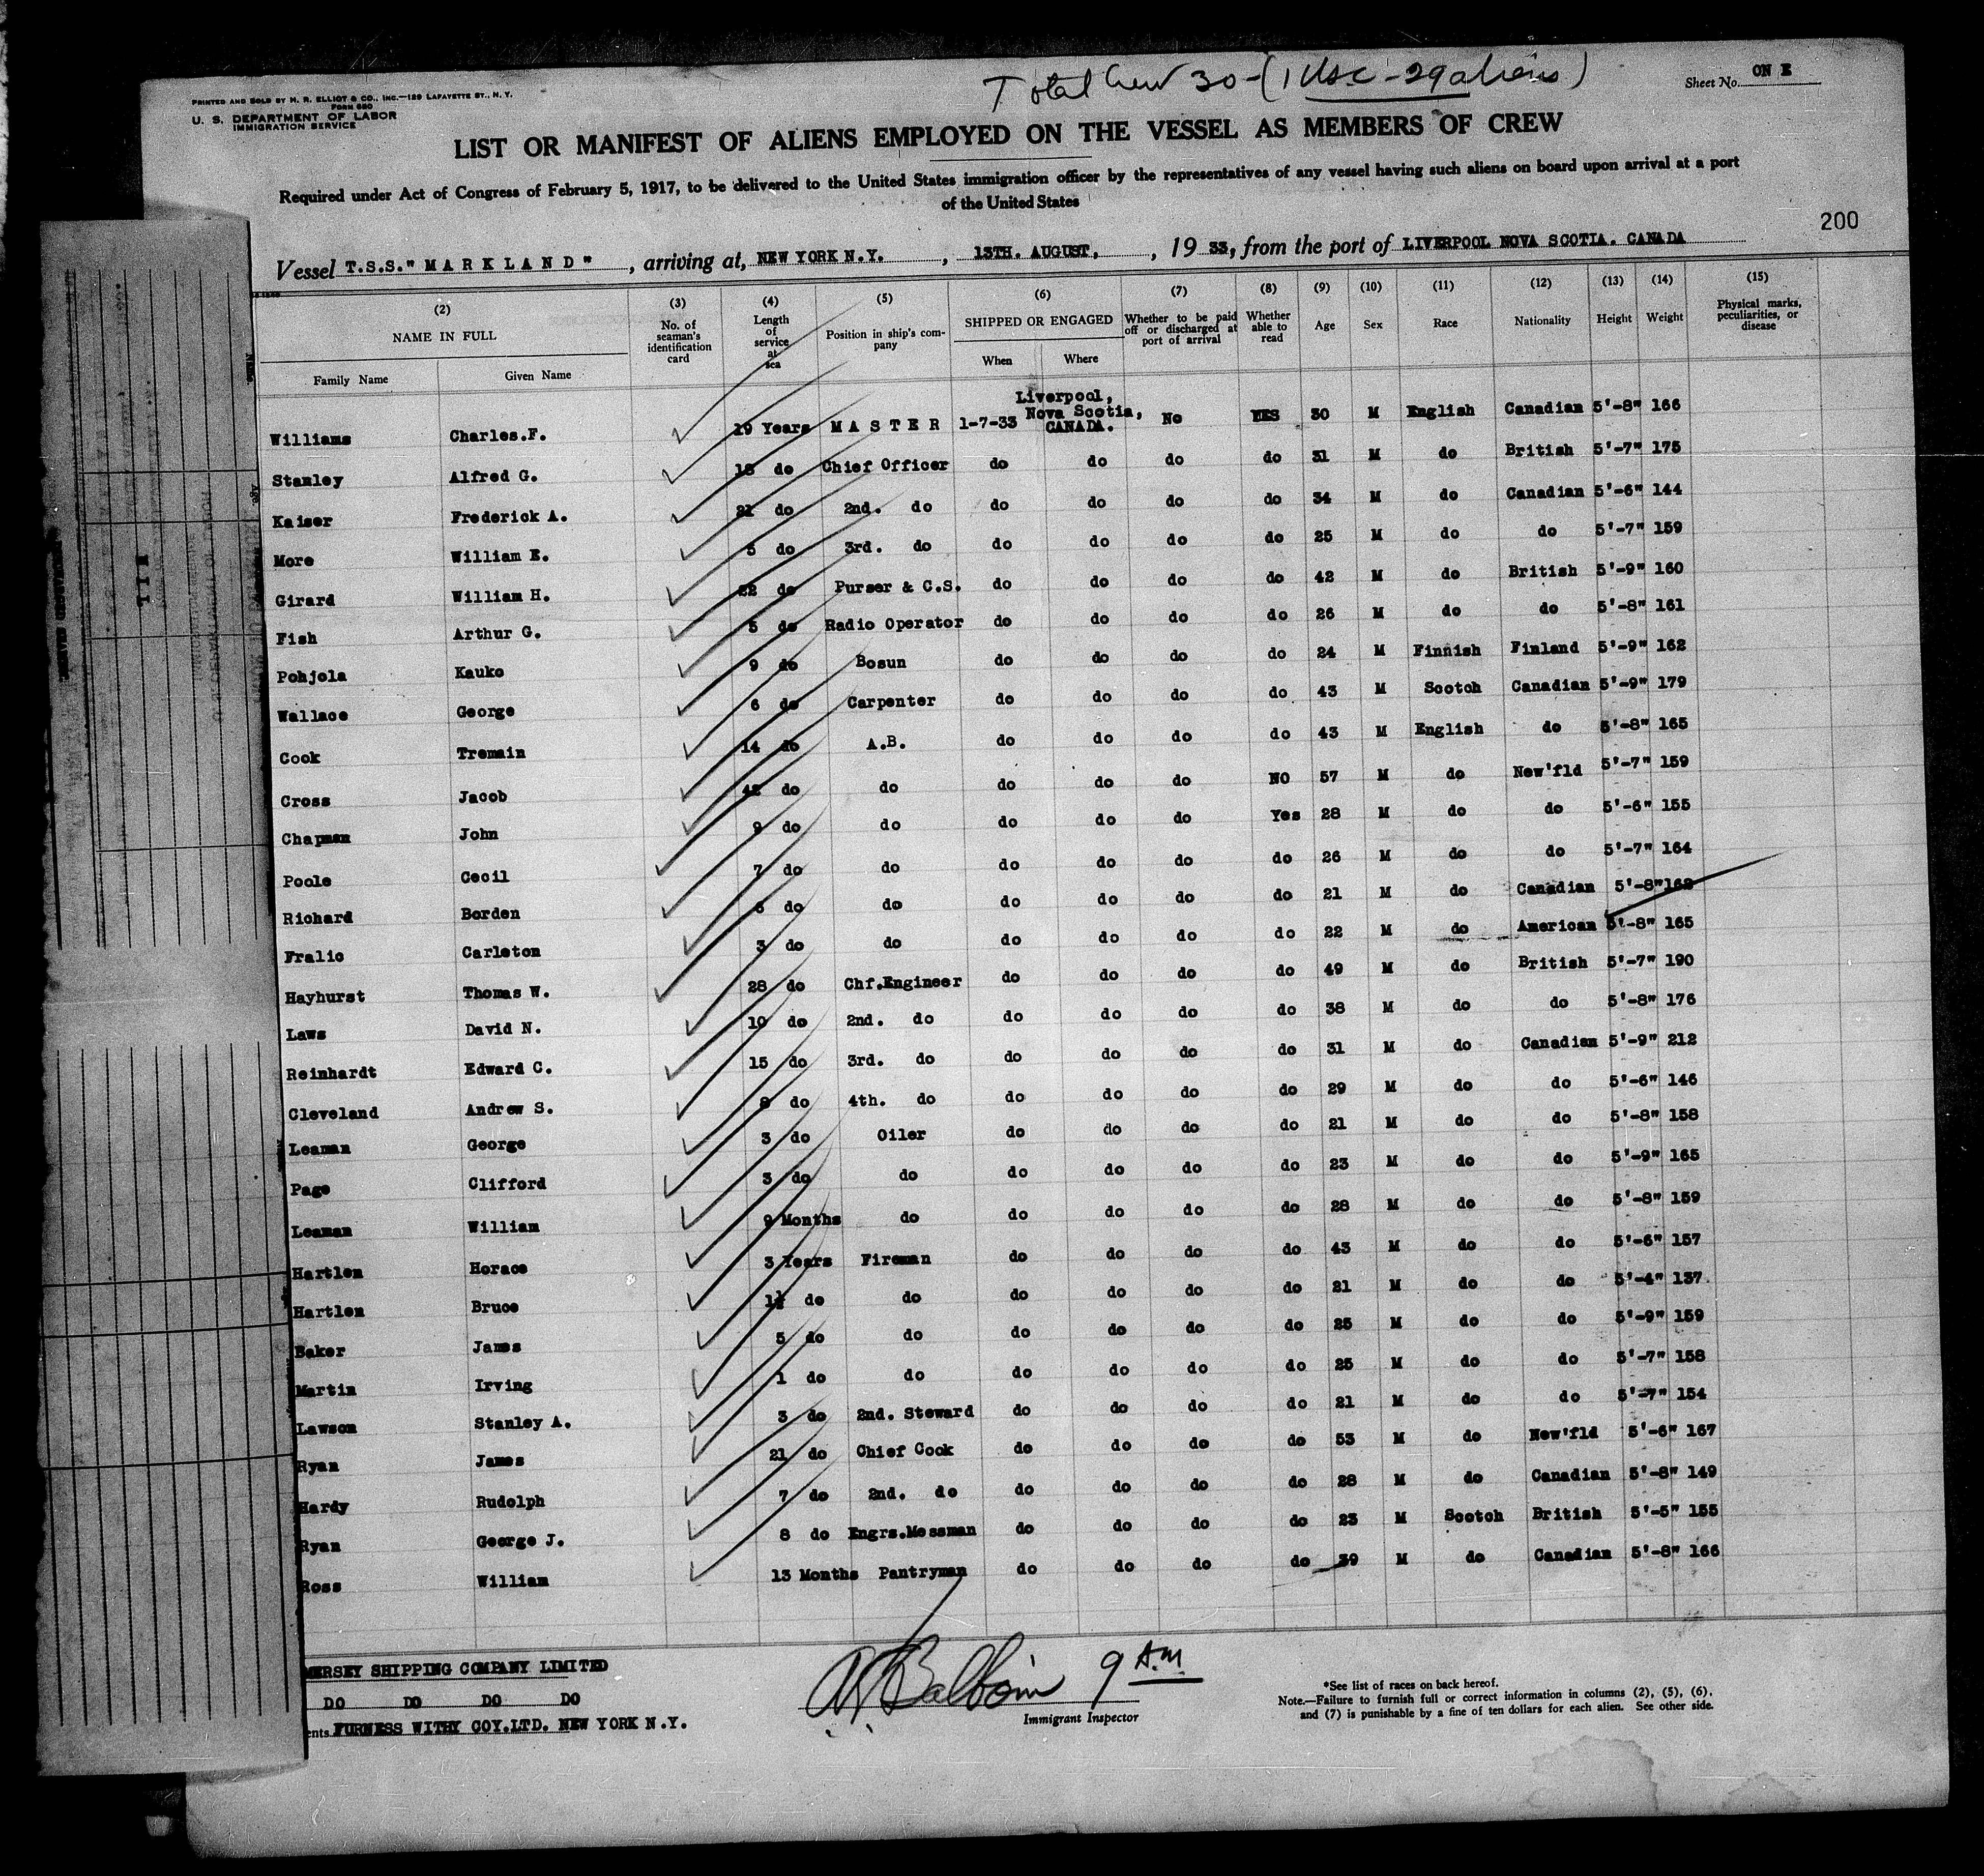 Total Crew 30 - (1 USC - 29 aliens)
Sheet No. ON E
PRINTED AND SOLD BY M. R. ELLIOT & CO., INC.—129 LAFAYETTE ST., N. Y.
FORM 680
U. S. DEPARTMENT OF LABOR
IMMIGRATION SERVICE
LIST OR MANIFEST OF ALIENS EMPLOYED ON THE VESSEL AS MEMBERS OF CREW
Required under Act of Congress of February 5, 1917, to be delivered to the United States immigration officer by the representatives of any vessel having such aliens on board upon arrival at a port
of the United States
200
Vessel T.S.S." M A R K L A N D " , arriving at, NEW YORK N.Y. , 13TH. AUGUST, , 19 33, from the port of LIVERPOOL NOVA SCOTIA. CANADA
(2) (3) (4) (5) (6) (7) (8) (9) (10) (11) (12) (13) (14) (15)
NAME IN FULL No. of seaman's identification card Length of service at sea Position in ship's company SHIPPED OR ENGAGED Whether to be paid off or discharged at port of arrival Whether able to read Age Sex Race Nationality Height Weight Physical marks, peculiarities, or disease
Family Name Given Name When Where
Williams Charles.F. 19 Years M A S T E R 1-7-33 Liverpool, Nova Scotia, CANADA. No YES 30 M English Canadian 5'-8" 166
Stanley Alfred G. 16 do Chief Officer do do do do 31 M do British 5'-7" 175
Kaiser Frederick A. 21 do 2nd. do do do do do 34 M do Canadian 5'-6" 144
More William E. 5 do 3rd. do do do do do 25 M do do 5'-7" 159
Girard William H. 22 do Purser & C.S. do do do do 42 M do British 5'-9" 160
Fish Arthur G. 5 do Radio Operator do do do do 26 M do do 5'-8" 161
Pohjola Kauko 9 do Bosun do do do do 24 M Finnish Finland 5'-9" 162
Wallace George 6 do Carpenter do do do do 43 M Scotch Canadian 5'-9" 179
Cook Tremain 14 do A.B. do do do do 43 M English do 5'-8" 165
Cross Jacob 42 do do do do do NO 57 M do New'fld 5'-7" 159
Chapman John 9 do do do do do Yes 28 M do do 5'-6" 155
Poole Cecil 7 do do do do do do 26 M do do 5'-7" 164
Richard Borden do do do do do do 21 M do Canadian 5'-8" 162
Fralic Carleton 3 do do do do do do 22 M do American 5'-8" 165
Hayhurst Thomas W. 28 do Chf.Engineer do do do do 49 M do British 5'-7" 190
Laws David N. 10 do 2nd. do do do do do 38 M do do 5'-8" 176
Reinhardt Edward C. 15 do 3rd. do do do do do 31 M do Canadian 5'-9" 212
Cleveland Andrew S. 8 do 4th. do do do do do 29 M do do 5'-6" 146
Leaman George 3 do Oiler do do do do 21 M do do 5'-8" 158
Page Clifford 3 do do do do do do 23 M do do 5'-9" 165
Leaman William 9 Months do do do do do 28 M do do 5'-8" 159
Hartlen Horace 3 Years Fireman do do do do 43 M do do 5'-6" 157
Hartlen Bruce 1½ do do do do do do 21 M do do 5'-4" 137
Baker James 5 do do do do do do 25 M do do 5'-9" 159
Martin Irving 1 do do do do do do 25 M do do 5'-7" 158
Lawson Stanley A. 3 do 2nd. Steward do do do do 21 M do do 5'-7" 154
Ryan James 21 do Chief Cook do do do do 53 M do New'fld 5'-6" 167
Hardy Rudolph 7 do 2nd. do do do do do 28 M do Canadian 5'-8" 149
Ryan George J. 8 do Engrs.Messman do do do do 23 M Scotch British 5'-5" 155
Ross William 13 Months Pantryman do do do do 39 M do Canadian 5'-8" 166
MERSEY SHIPPING COMPANY LIMITED
DO DO DO DO
ents FURNESS WITHY COY.LTD. NEW YORK N.Y.
9 A.M.
Immigrant Inspector
*See list of races on back hereof.
Note.—Failure to furnish full or correct information in columns (2), (5), (6),
and (7) is punishable by a fine of ten dollars for each alien. See other side.